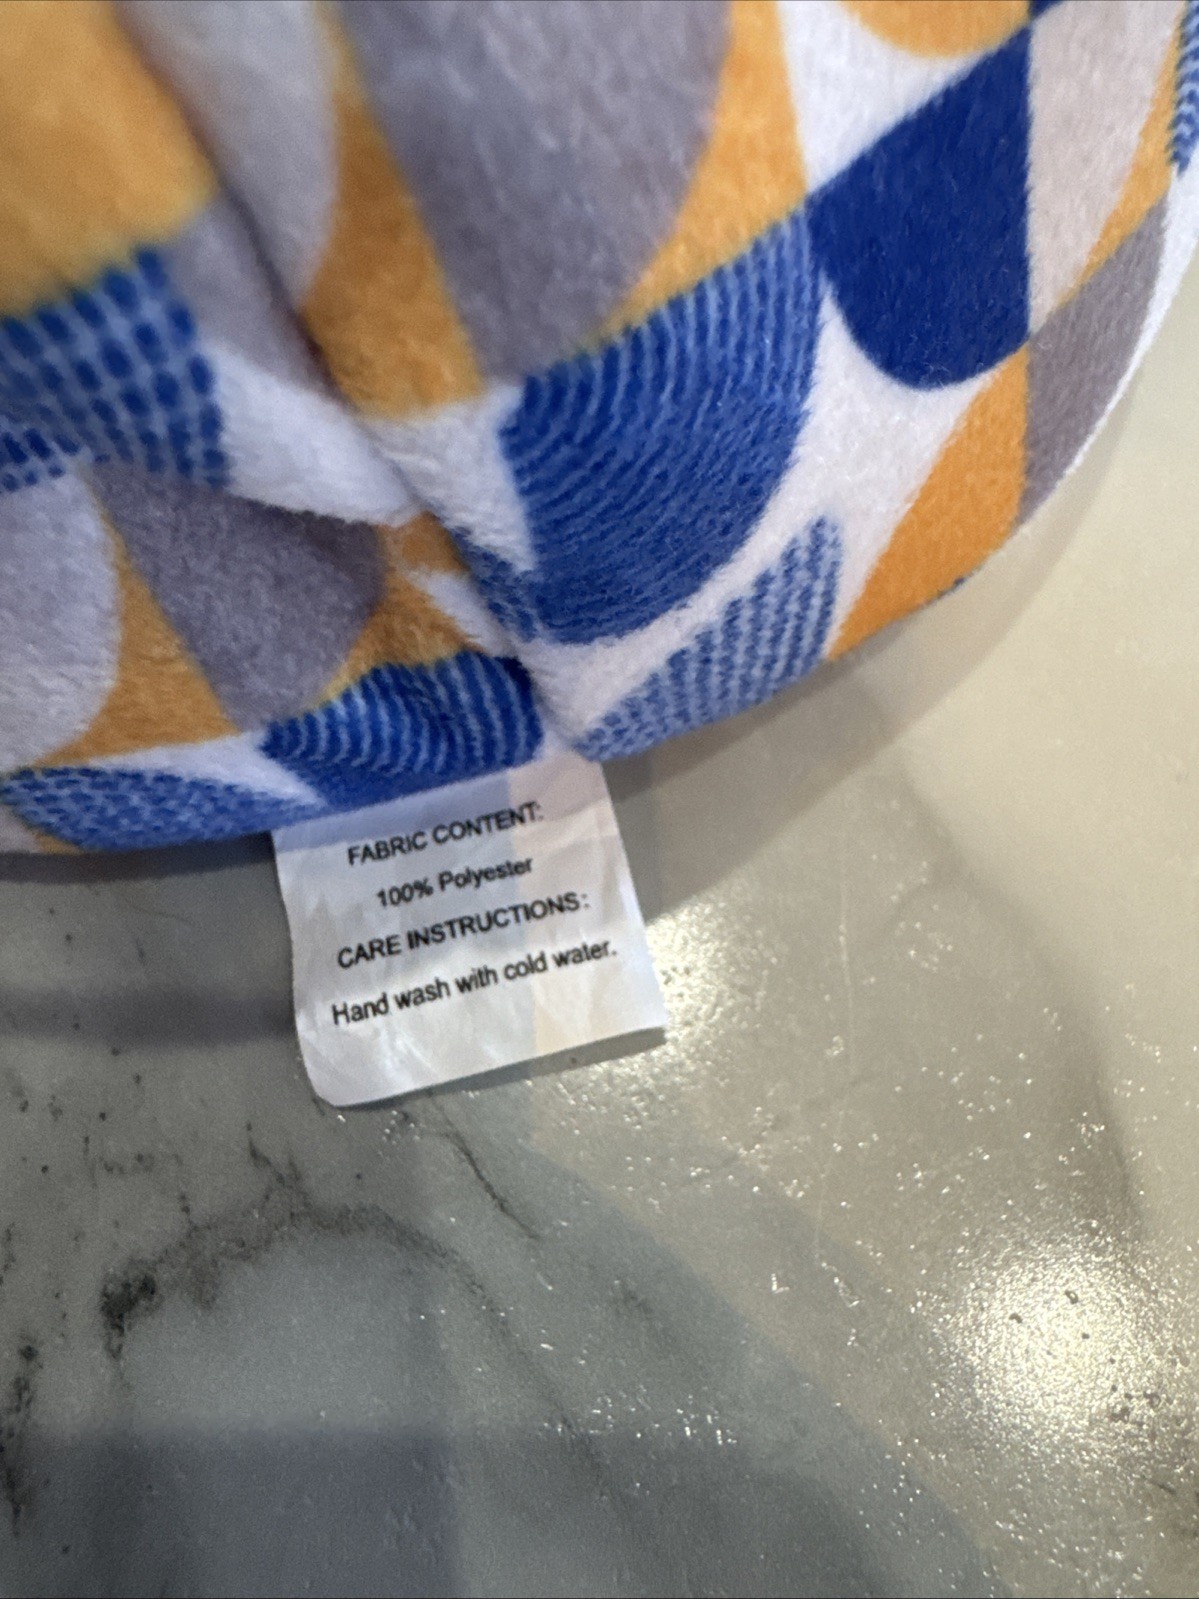 FABRIC CONTENT:
100% Polyester
CARE INSTRUCTIONS:
Hand wash with cold water.